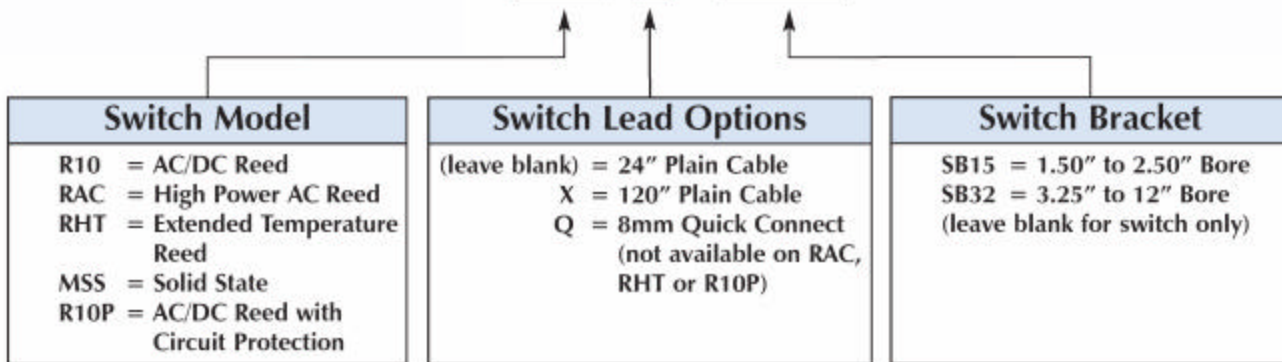 Switch Model
R10 = AC/DC Reed
RAC = High Power AC Reed
RHT = Extended Temperature
Reed
MSS = Solid State
R10P = AC/DC Reed with
Circuit Protection
Switch Lead Options
(leave blank) = 24″ Plain Cable
X = 120″ Plain Cable
Q = 8mm Quick Connect
(not available on RAC,
RHT or R10P)
Switch Bracket
SB15 = 1.50″ to 2.50″ Bore
SB32 = 3.25″ to 12″ Bore
(leave blank for switch only)